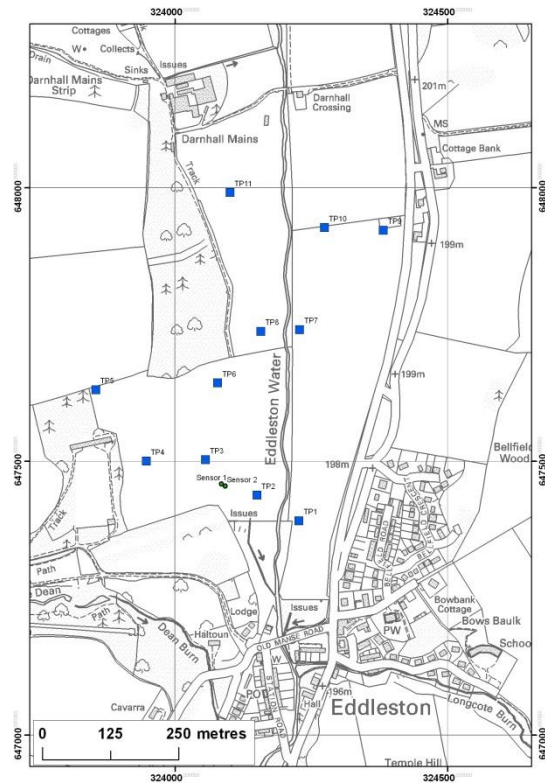 324000
324500
Cottages
W
Collects
Issues
Drain
Sinks
Darnhall Mains
Strip
201m
Darnhall
Crossing
MS
Darnhall Mains
Cottage Bank
Track
648000
648000
TP11
TP10
TP9
199m
TP8
TP7
Eddleston Water
TP6
TP5
199m
TP4
TP3
647500
647500
198m
Bellfield
Wood
Sensor 1
Sensor 2
TP2
Issues
TP1
Track
Path
Dean
Path
Dean Burn
Lodge
Haltoun
Issues
OLD MANSE ROAD
W
STATION ROAD
PO
Hall
196m
Bowbank
Cottage
PW
Bows Baulk
Schoo
Eddleston
Longcote Burn
Cavarra
Temple Hill
0 125 250 metres
647000
647000
324000
324500